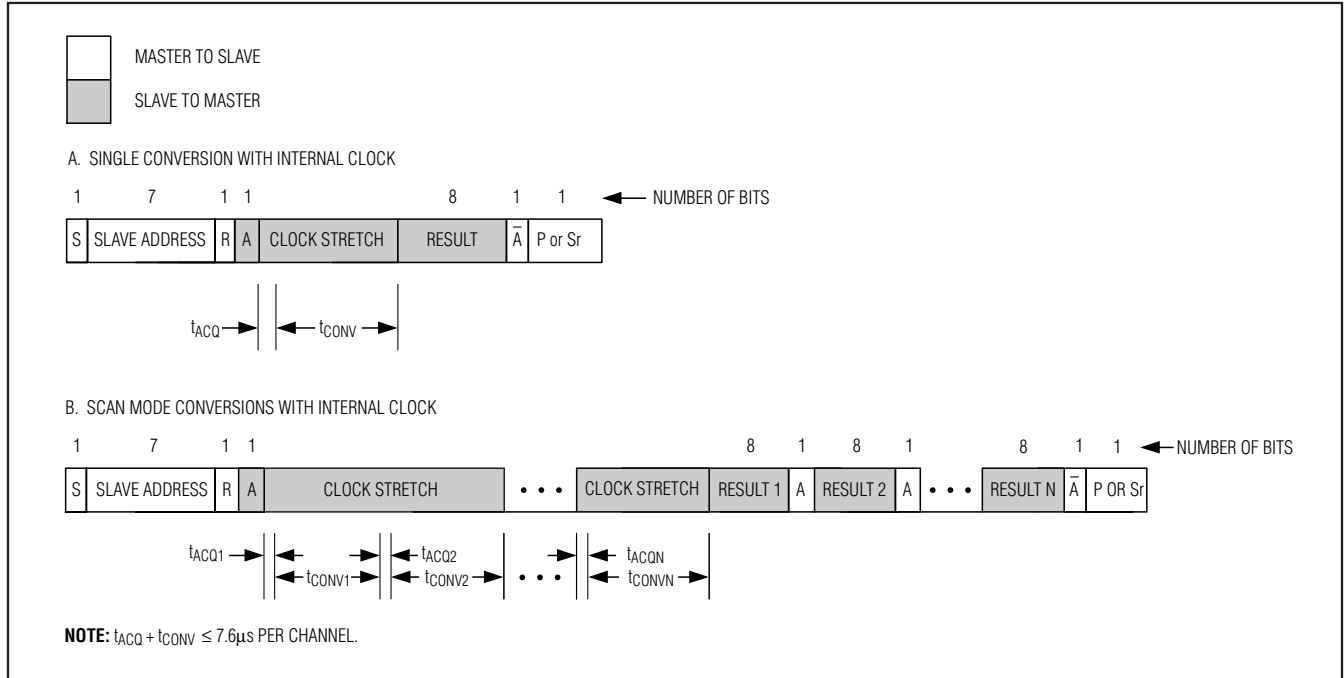 MASTER TO SLAVE
SLAVE TO MASTER
A. SINGLE CONVERSION WITH INTERNAL CLOCK
1 7 1 1 8 1 1 NUMBER OF BITS
S SLAVE ADDRESS R A CLOCK STRETCH RESULT A̅ P or Sr
tACQ tCONV
B. SCAN MODE CONVERSIONS WITH INTERNAL CLOCK
1 7 1 1 8 1 8 1 8 1 1 NUMBER OF BITS
S SLAVE ADDRESS R A CLOCK STRETCH • • • CLOCK STRETCH RESULT 1 A RESULT 2 A • • • RESULT N A̅ P OR Sr
tACQ1 tACQ2 tACQN
tCONV1 tCONV2 • • • tCONVN
NOTE: tACQ + tCONV ≤ 7.6μs PER CHANNEL.